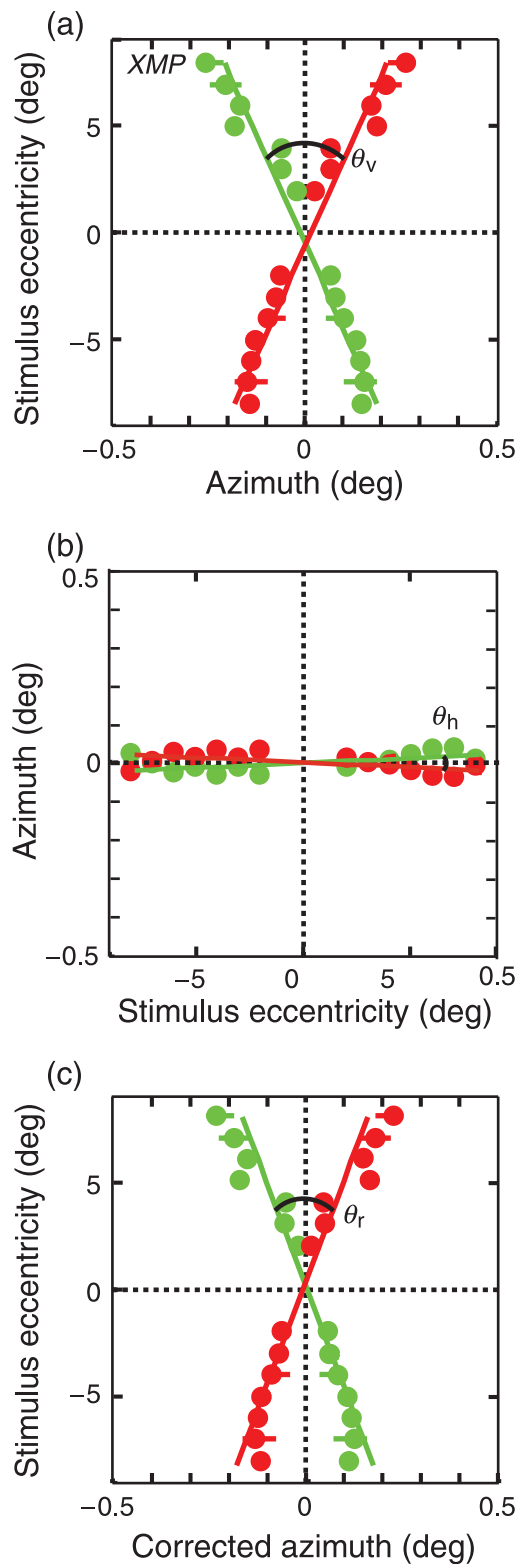 (a)
XMP
θv
5
0
−5
Stimulus eccentricity (deg)
−0.5 0 0.5
Azimuth (deg)
(b)
0.5
θh
0
−0.5
Azimuth (deg)
−5 0 5 0.5
Stimulus eccentricity (deg)
(c)
θr
5
0
−5
Stimulus eccentricity (deg)
−0.5 0 0.5
Corrected azimuth (deg)